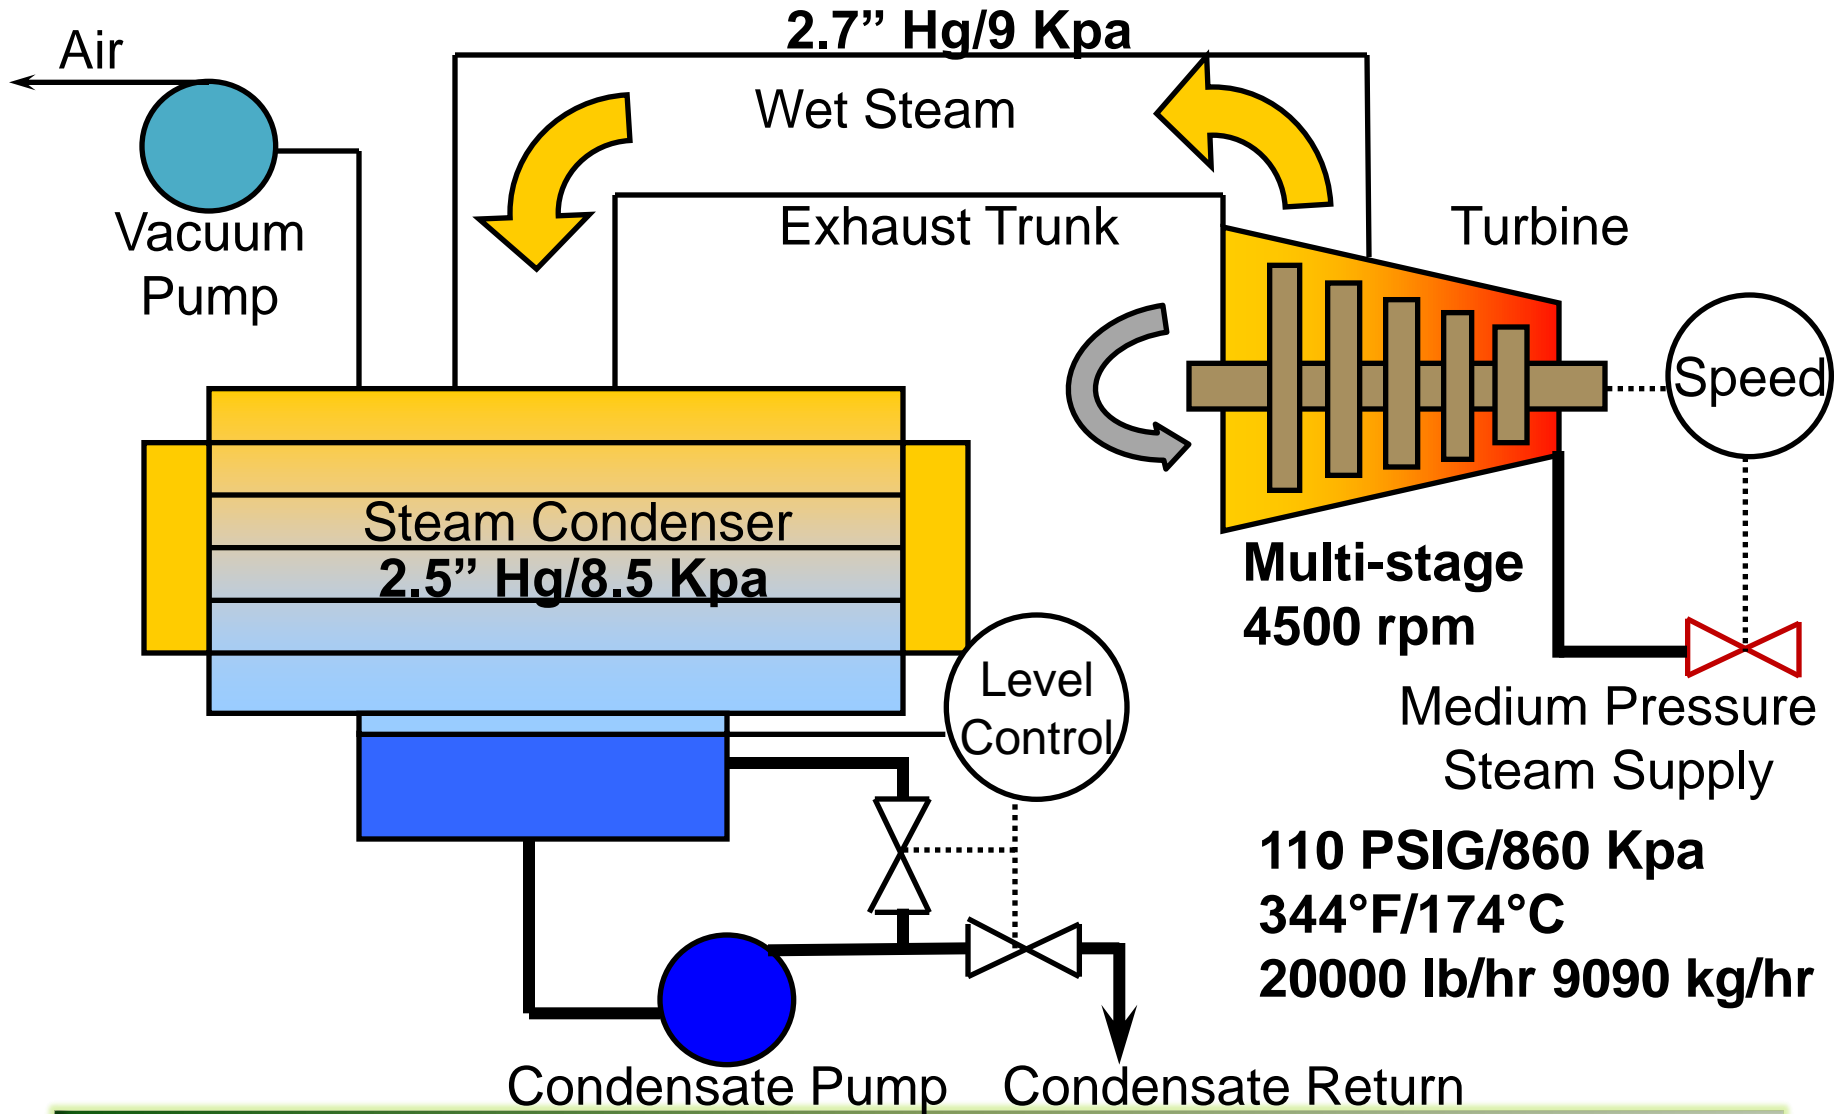 2.7” Hg/9 Kpa
Air
Wet Steam
Exhaust Trunk
Turbine
Vacuum
Pump
Speed
Steam Condenser
2.5” Hg/8.5 Kpa
Multi-stage
4500 rpm
Level
Control
Medium Pressure
Steam Supply
110 PSIG/860 Kpa
344°F/174°C
20000 lb/hr 9090 kg/hr
Condensate Pump
Condensate Return